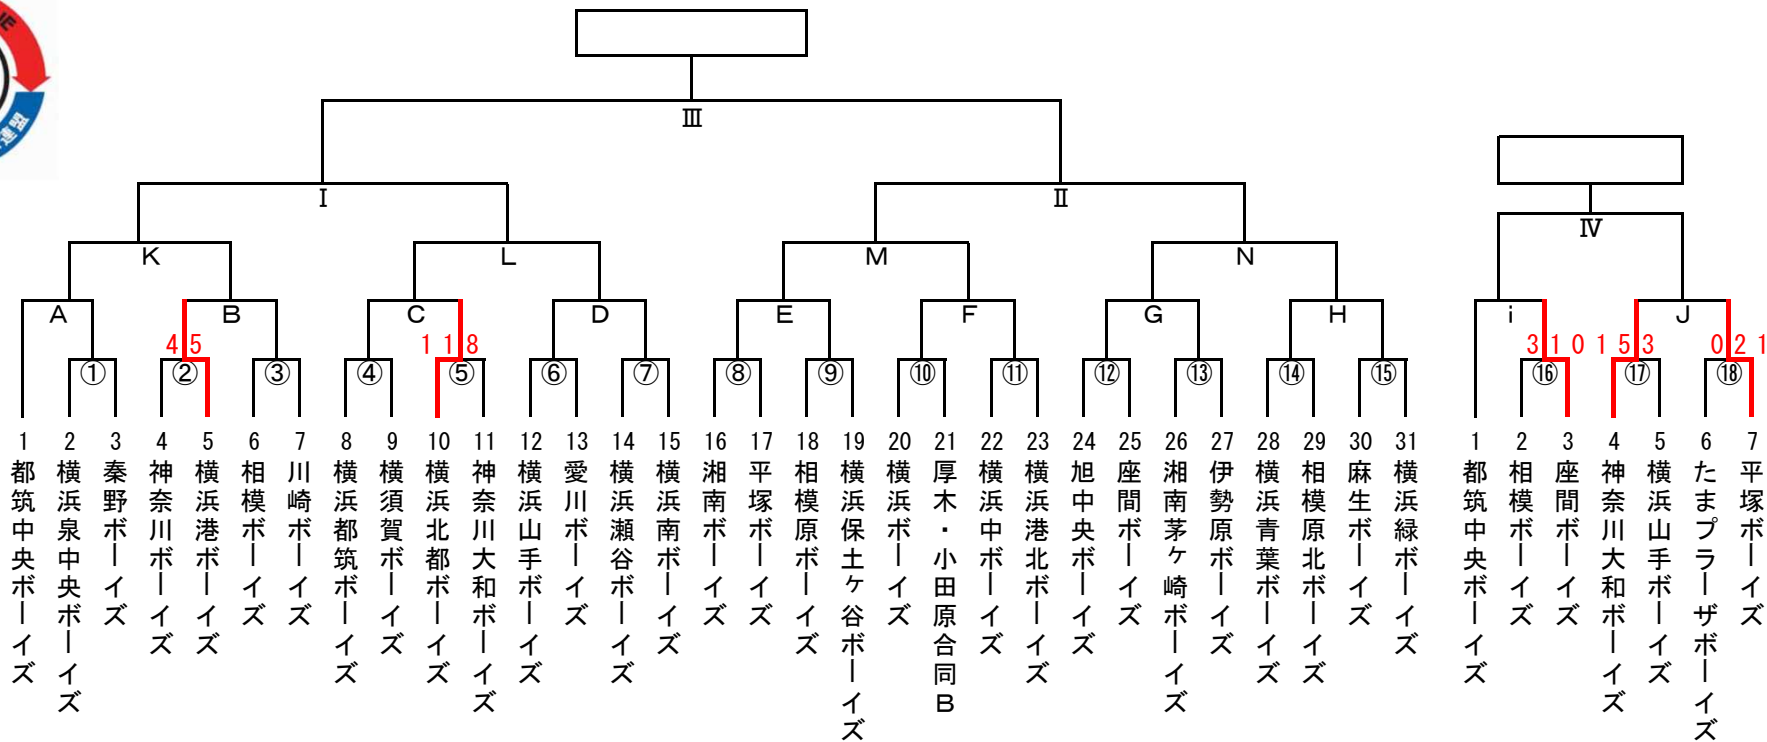 連盟
Ⅲ
Ⅰ
Ⅱ
Ⅳ
K
L
M
N
A
B
C
D
E
F
G
H
i
J
4 5
1 1 8
3 1 0
1 5 3
0 2 1
①
②
③
④
⑤
⑥
⑦
⑧
⑨
⑩
⑪
⑫
⑬
⑭
⑮
⑯
⑰
⑱
1 都筑中央ボーイズ
2 横浜泉中央ボーイズ
3 秦野ボーイズ
4 神奈川ボーイズ
5 横浜港ボーイズ
6 相模ボーイズ
7 川崎ボーイズ
8 横浜都筑ボーイズ
9 横須賀ボーイズ
10 横浜北都ボーイズ
11 神奈川大和ボーイズ
12 横浜山手ボーイズ
13 愛川ボーイズ
14 横浜瀬谷ボーイズ
15 横浜南ボーイズ
16 湘南ボーイズ
17 平塚ボーイズ
18 相模原ボーイズ
19 横浜保土ケ谷ボーイズ
20 横浜ボーイズ
21 厚木・小田原合同B
22 横浜中ボーイズ
23 横浜港北ボーイズ
24 旭中央ボーイズ
25 座間ボーイズ
26 湘南茅ケ崎ボーイズ
27 伊勢原ボーイズ
28 横浜青葉ボーイズ
29 相模原北ボーイズ
30 麻生ボーイズ
31 横浜緑ボーイズ
1 都筑中央ボーイズ
2 相模ボーイズ
3 座間ボーイズ
4 神奈川大和ボーイズ
5 横浜山手ボーイズ
6 たまプラーザボーイズ
7 平塚ボーイズ